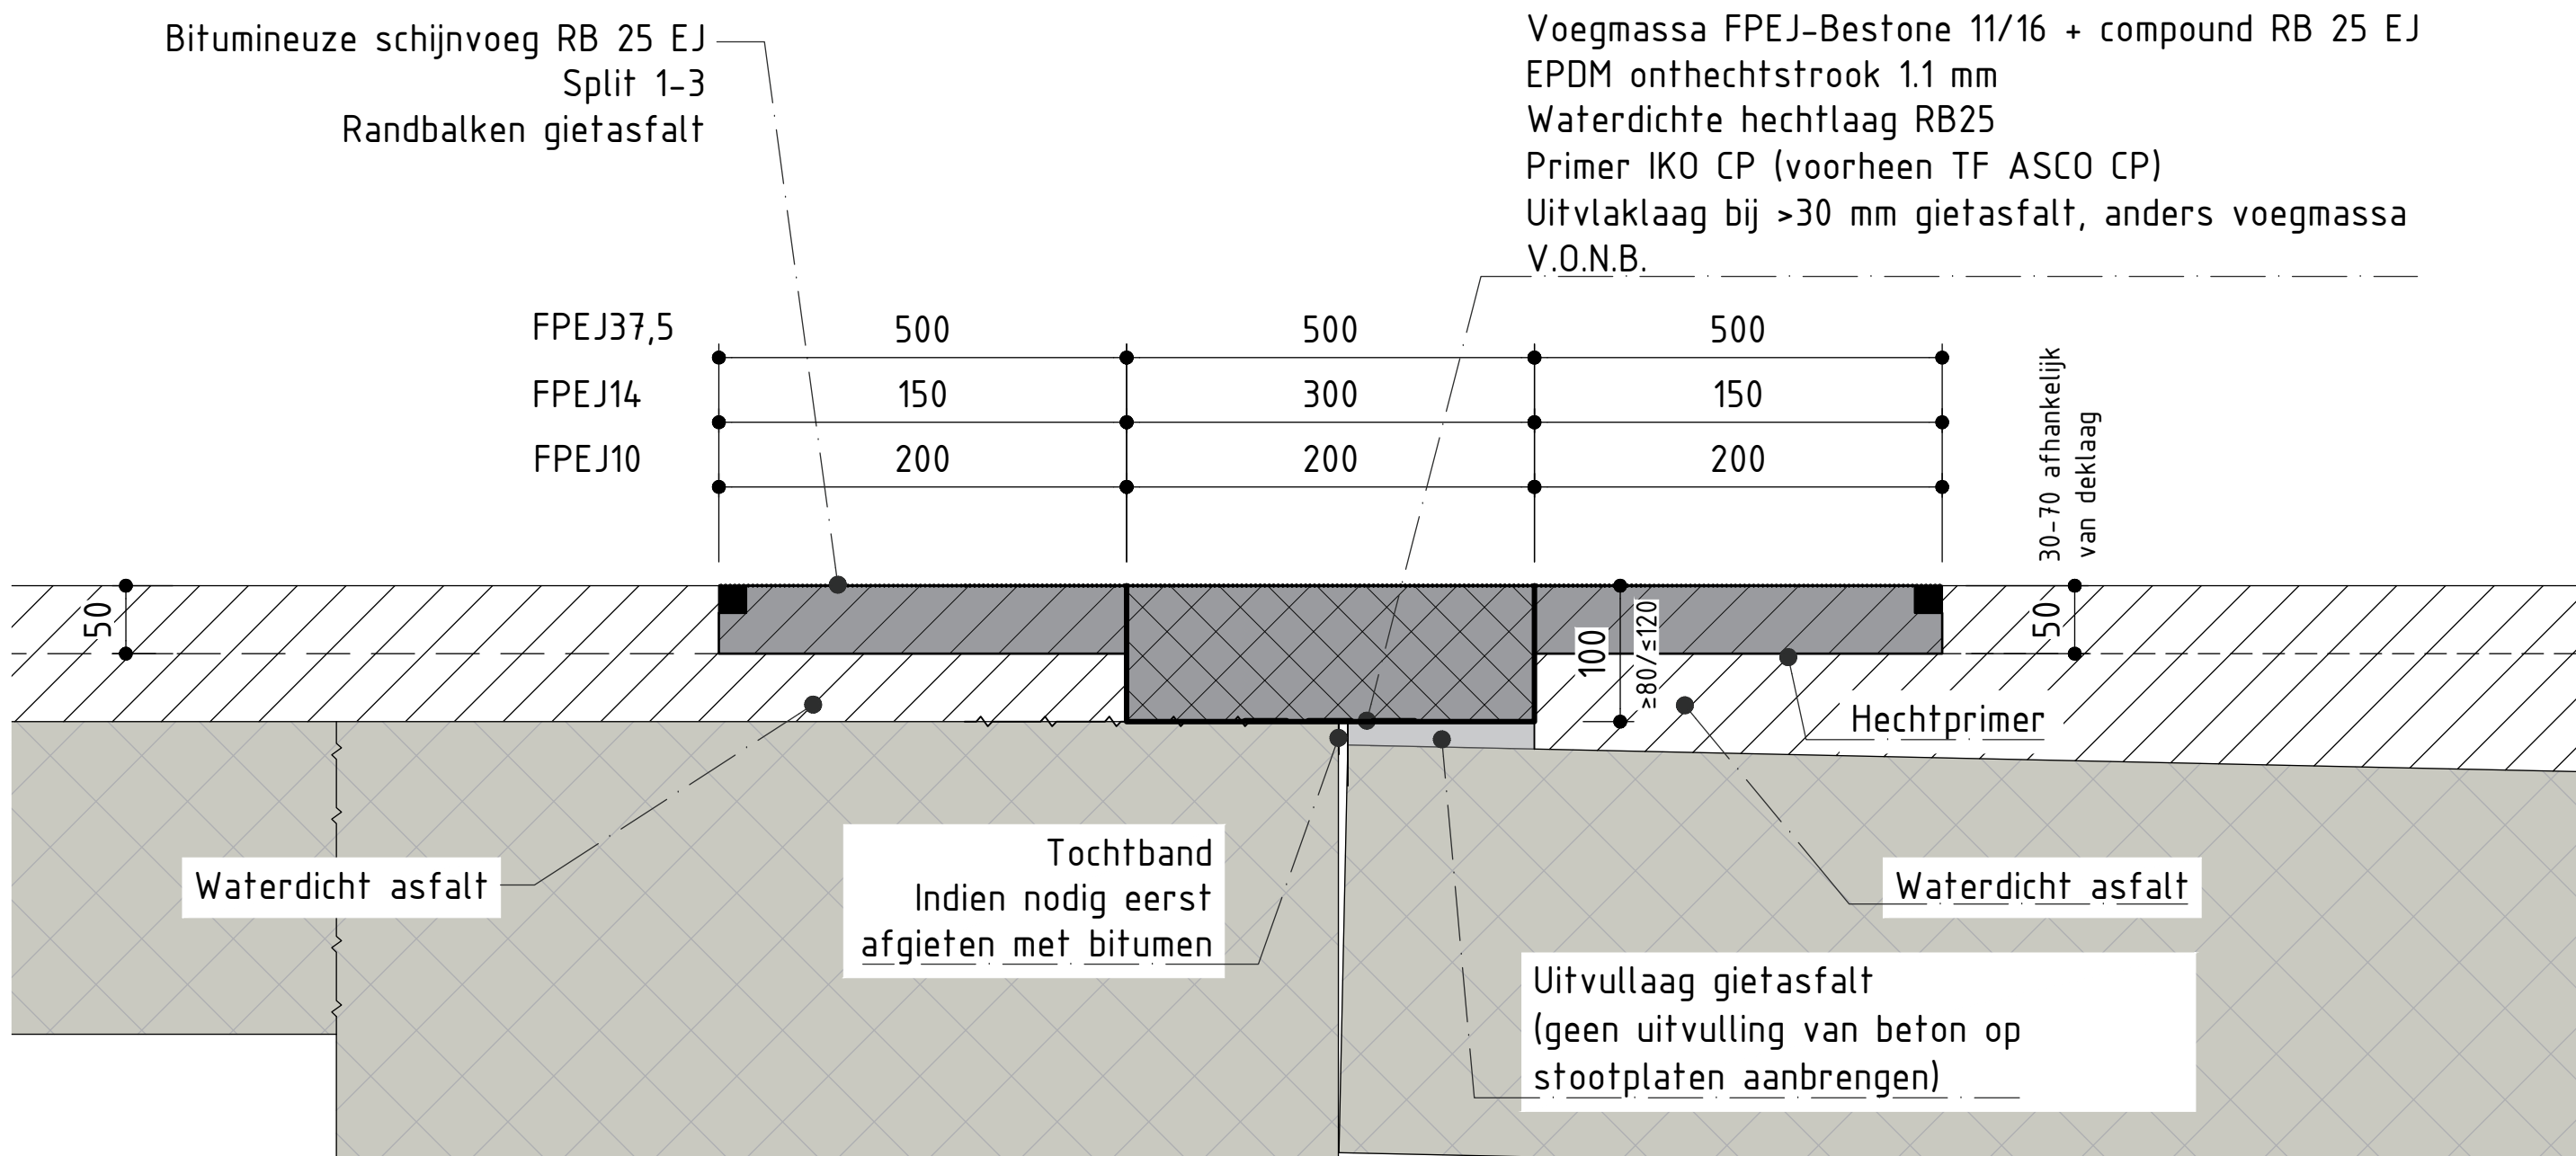 Bitumineuze schijnvoeg RB 25 EJ
Split 1-3
Randbalken gietasfalt
Voegmassa FPEJ-Bestone 11/16 + compound RB 25 EJ
EPDM onthechtstrook 1.1 mm
Waterdichte hechtlaag RB25
Primer IKO CP (voorheen TF ASCO CP)
Uitvlaklaag bij >30 mm gietasfalt, anders voegmassa
V.O.N.B.
FPEJ37,5 500 500 500
FPEJ14 150 300 150
FPEJ10 200 200 200
30-70 afhankelijk
van deklaag
50
100
≥80/≤120
50
Hechtprimer
Waterdicht asfalt
Tochtband
Indien nodig eerst
afgieten met bitumen
Waterdicht asfalt
Uitvullaag gietasfalt
(geen uitvulling van beton op
stootplaten aanbrengen)